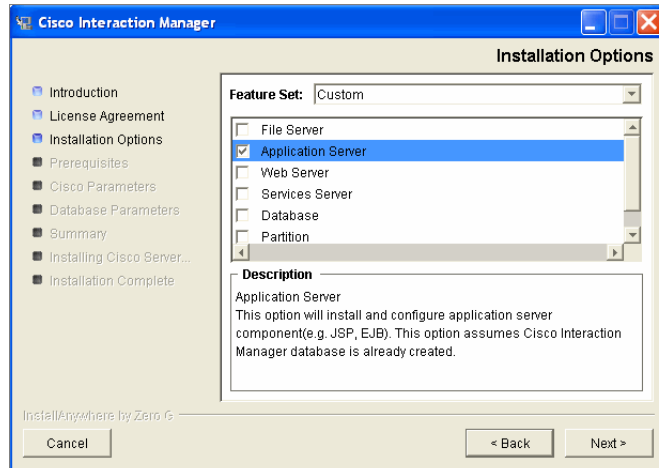 Cisco Interaction Manager
Installation Options
Introduction
License Agreement
Installation Options
Prerequisites
Cisco Parameters
Database Parameters
Summary
Installing Cisco Server...
Installation Complete
Feature Set: Custom
File Server
Application Server
Web Server
Services Server
Database
Partition
Description
Application Server
This option will install and configure application server
component(e.g. JSP, EJB). This option assumes Cisco Interaction
Manager database is already created.
InstallAnywhere by Zero G
Cancel
< Back
Next >